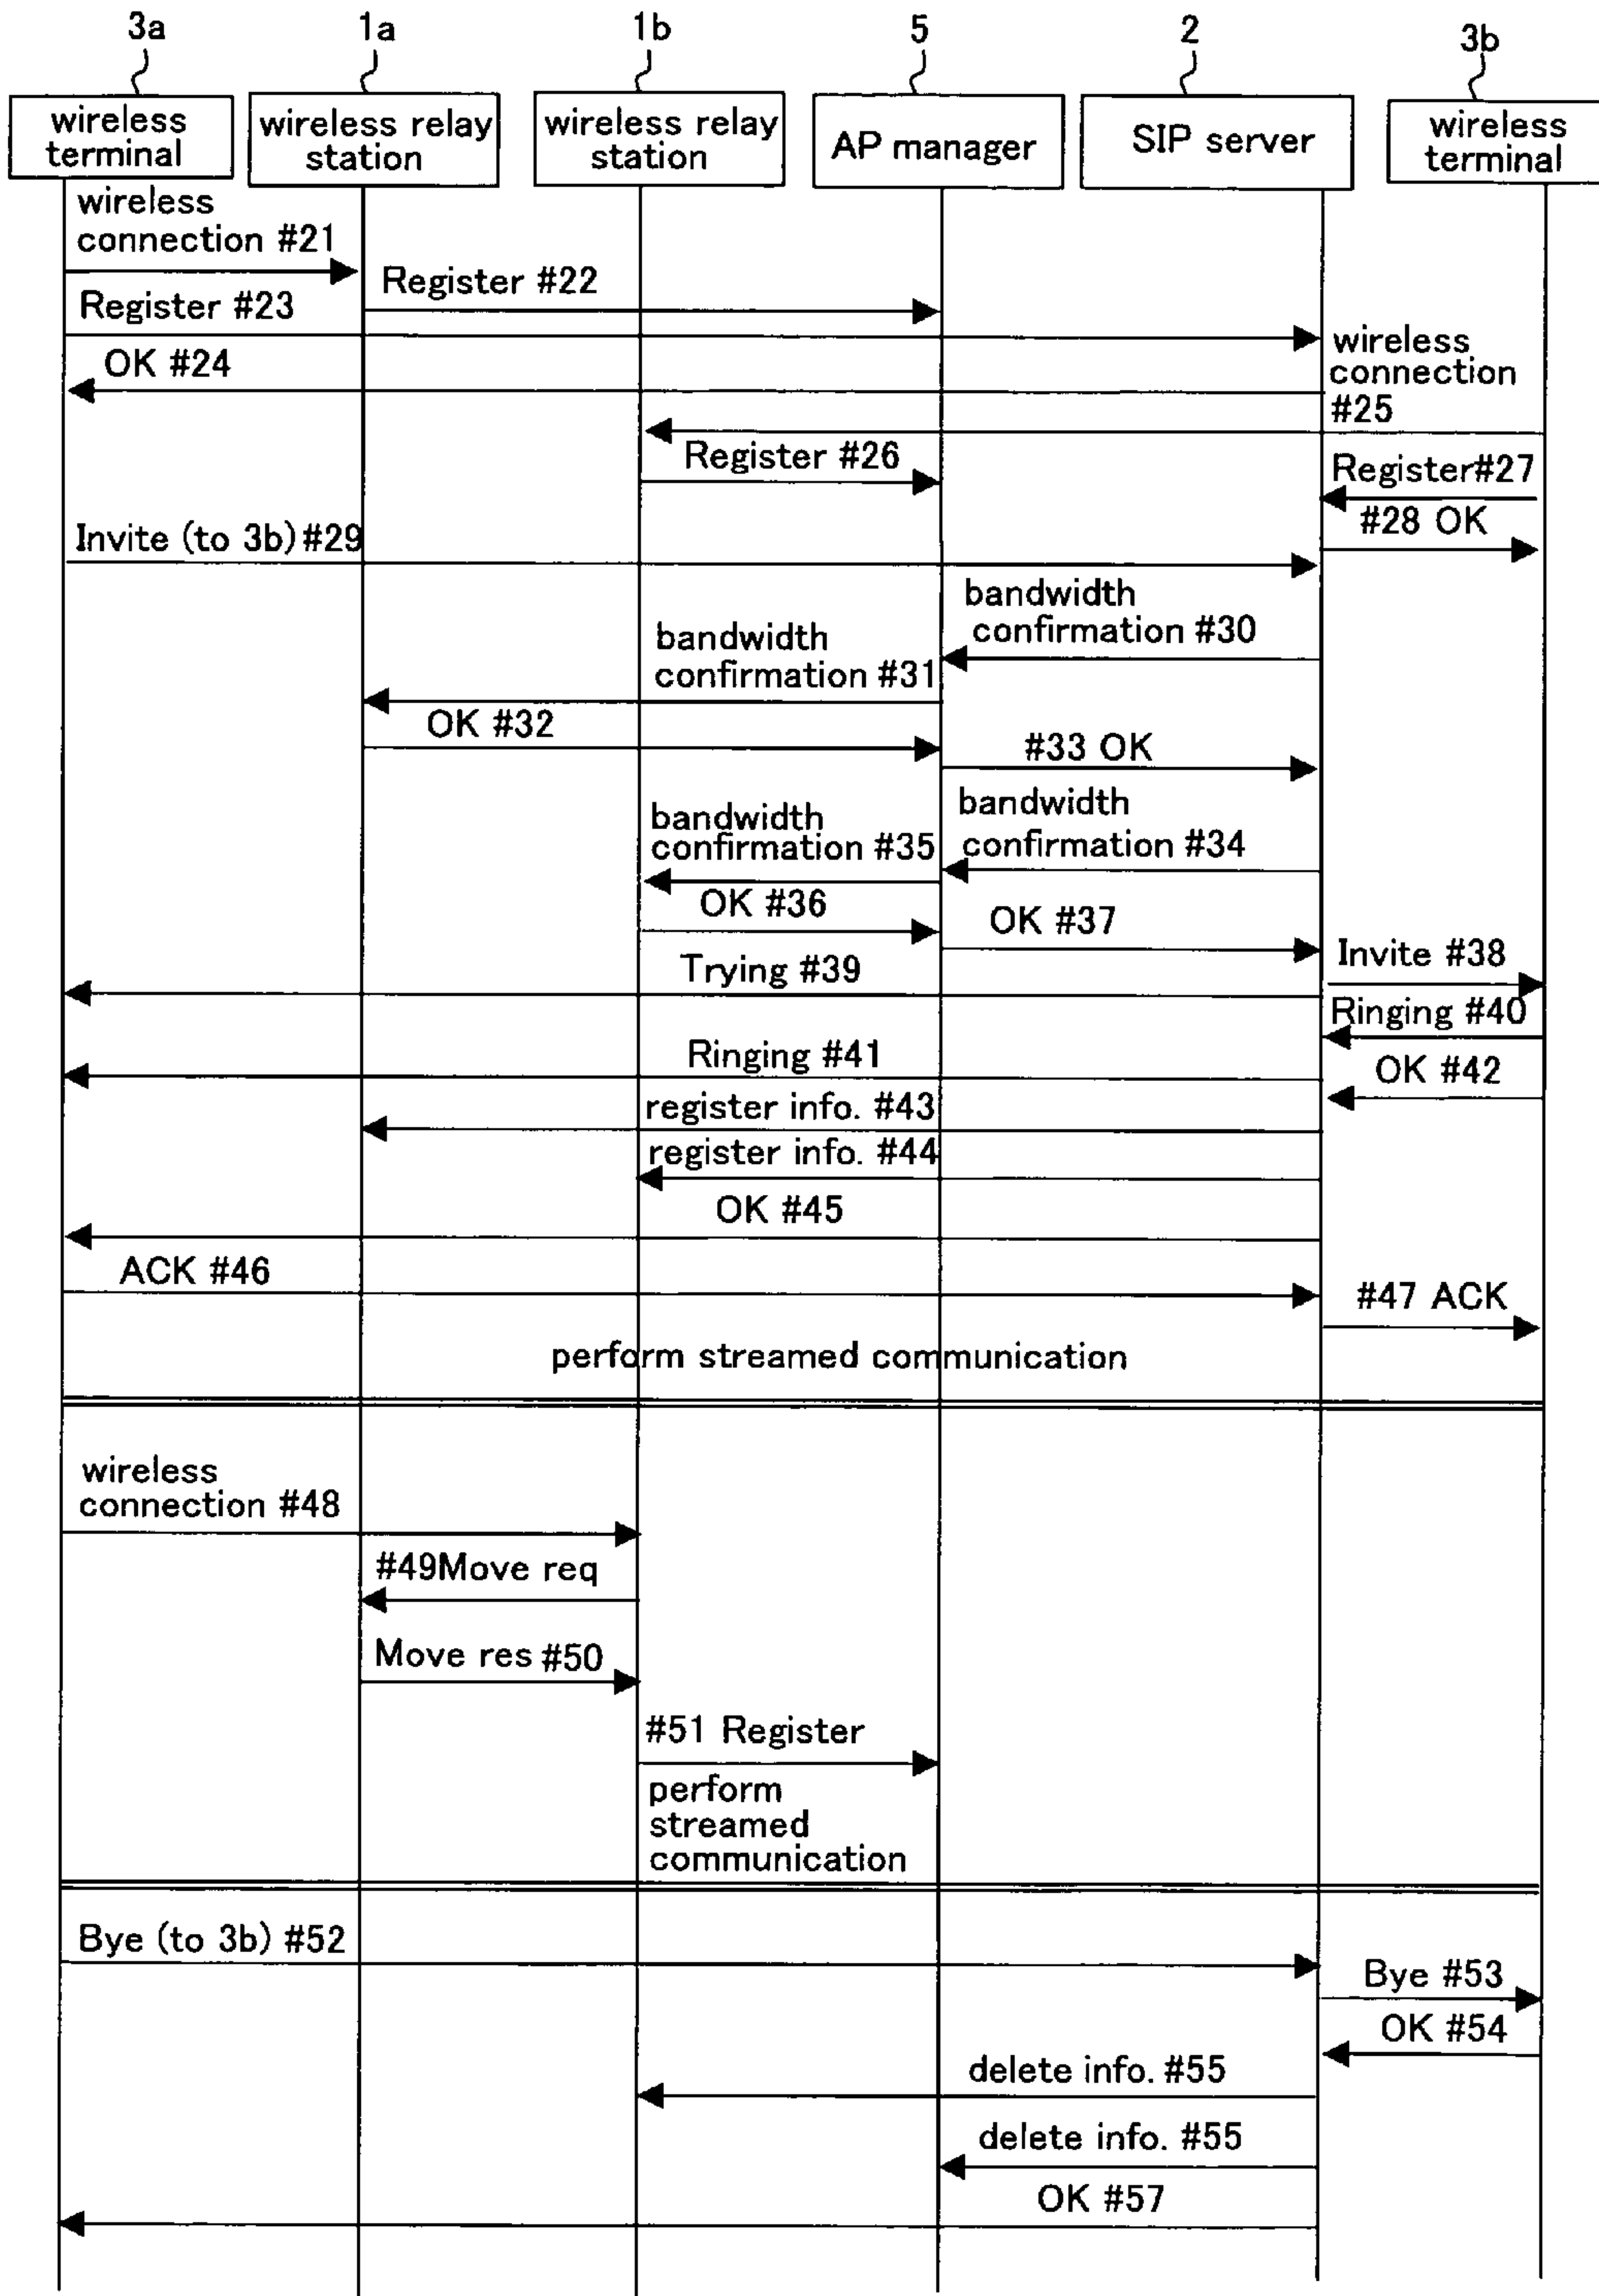 3a
1a
1b
5
2
3b
wireless
terminal
wireless relay
station
wireless relay
station
AP manager
SIP server
wireless
terminal
wireless
connection #21
Register #22
Register #23
OK #24
wireless
connection
#25
Register #26
Register#27
#28 OK
Invite (to 3b)#29
bandwidth
confirmation #30
bandwidth
confirmation #31
OK #32
#33 OK
bandwidth
confirmation #34
bandwidth
confirmation #35
OK #36
OK #37
Invite #38
Trying #39
Ringing #40
Ringing #41
OK #42
register info. #43
register info. #44
OK #45
ACK #46
#47 ACK
perform streamed communication
wireless
connection #48
#49Move req
Move res #50
#51 Register
perform
streamed
communication
Bye (to 3b) #52
Bye #53
OK #54
delete info. #55
delete info. #55
OK #57